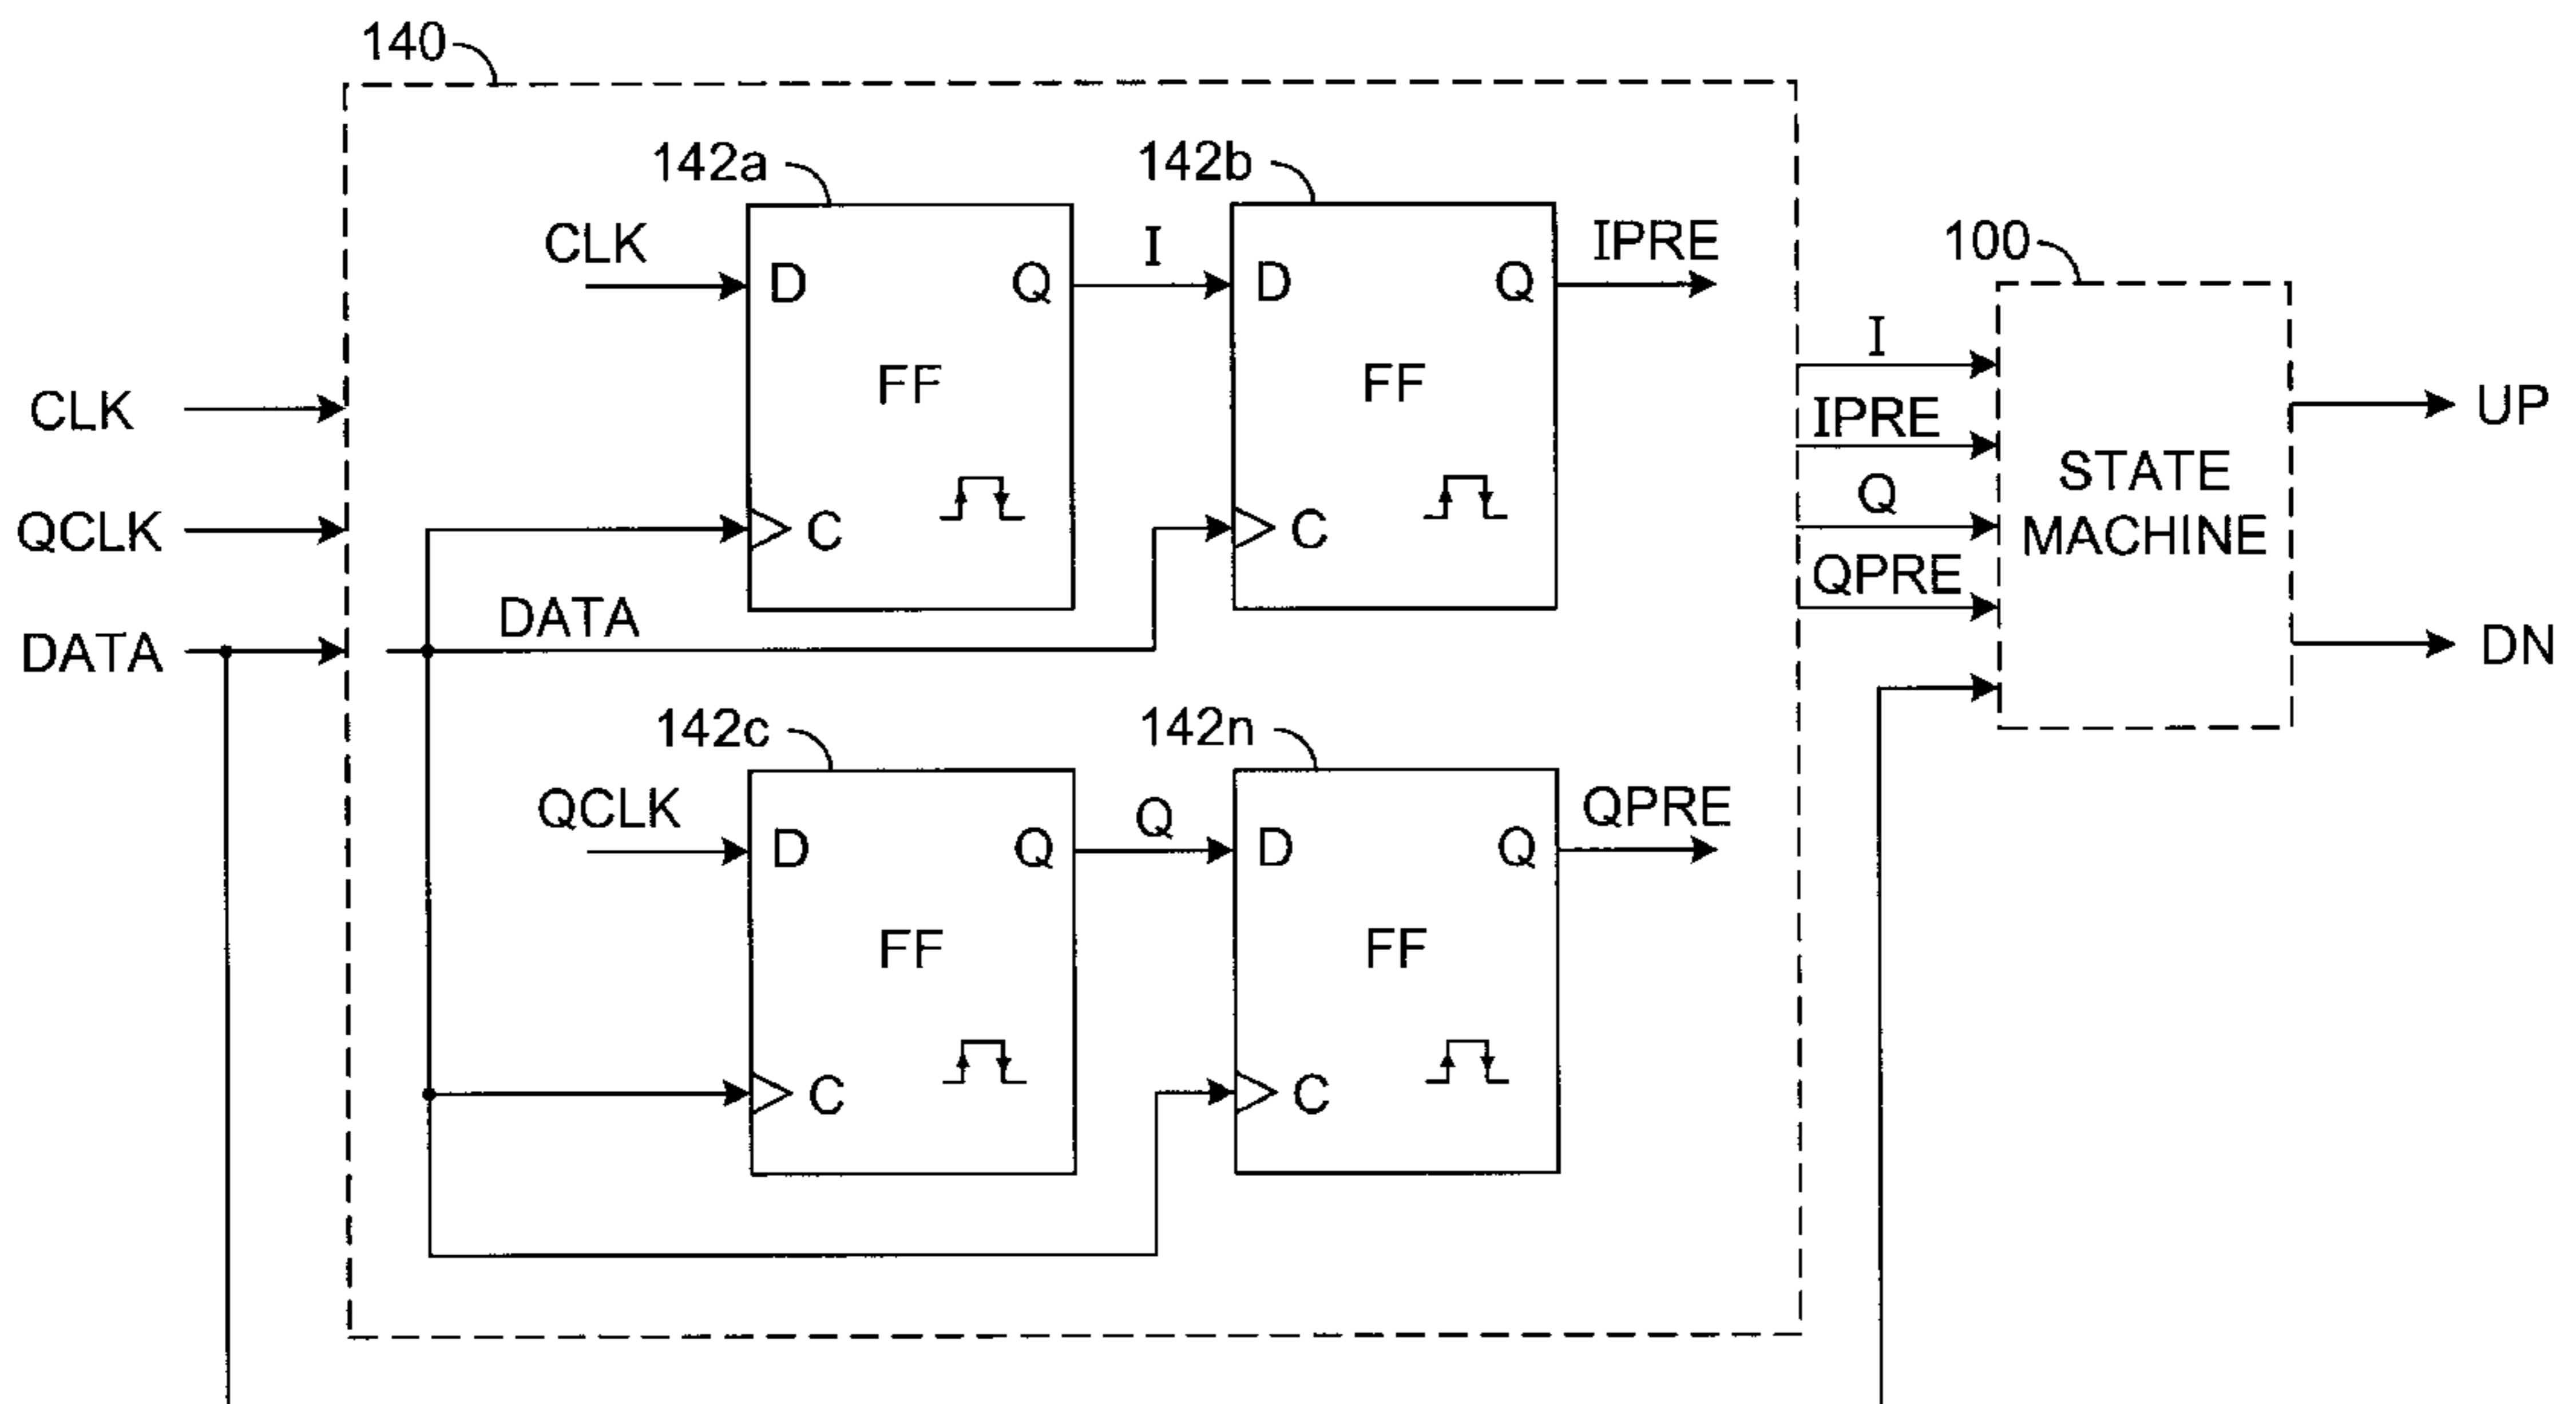 140
142a
142b
CLK
D
Q
I
D
Q
IPRE
100
FF
FF
I
CLK
IPRE
UP
QCLK
C
C
Q
STATE
MACHINE
QPRE
DATA
DATA
DN
142c
142n
QCLK
D
Q
Q
D
Q
QPRE
FF
FF
C
C